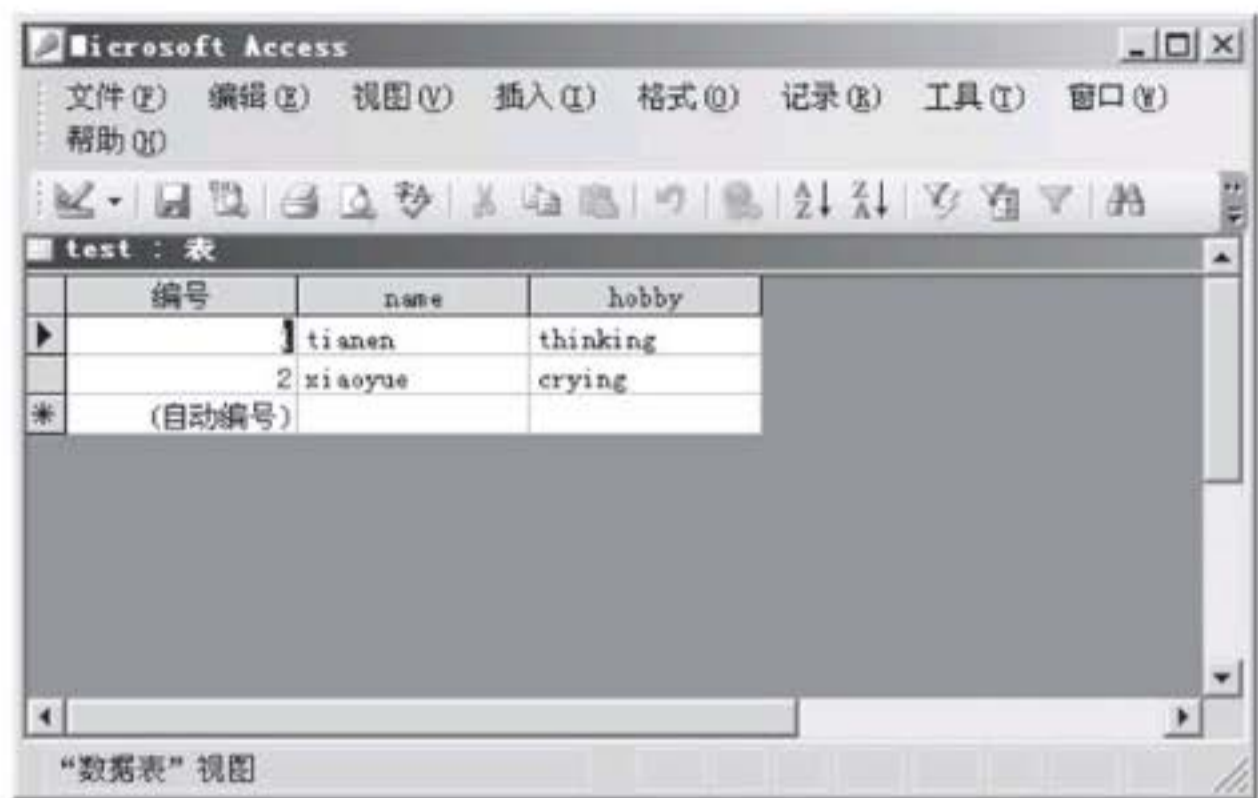 Microsoft Access
文件(F) 编辑(E) 视图(V) 插入(I) 格式(O) 记录(R) 工具(T) 窗口(W)
帮助(H)
test : 表
编号 name hobby
1 tianen thinking
2 xiaoyue crying
(自动编号)
“数据表”视图